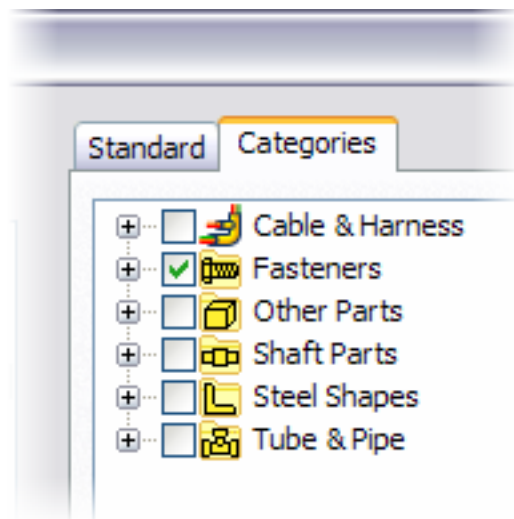 Standard Categories
Cable & Harness
Fasteners
Other Parts
Shaft Parts
Steel Shapes
Tube & Pipe